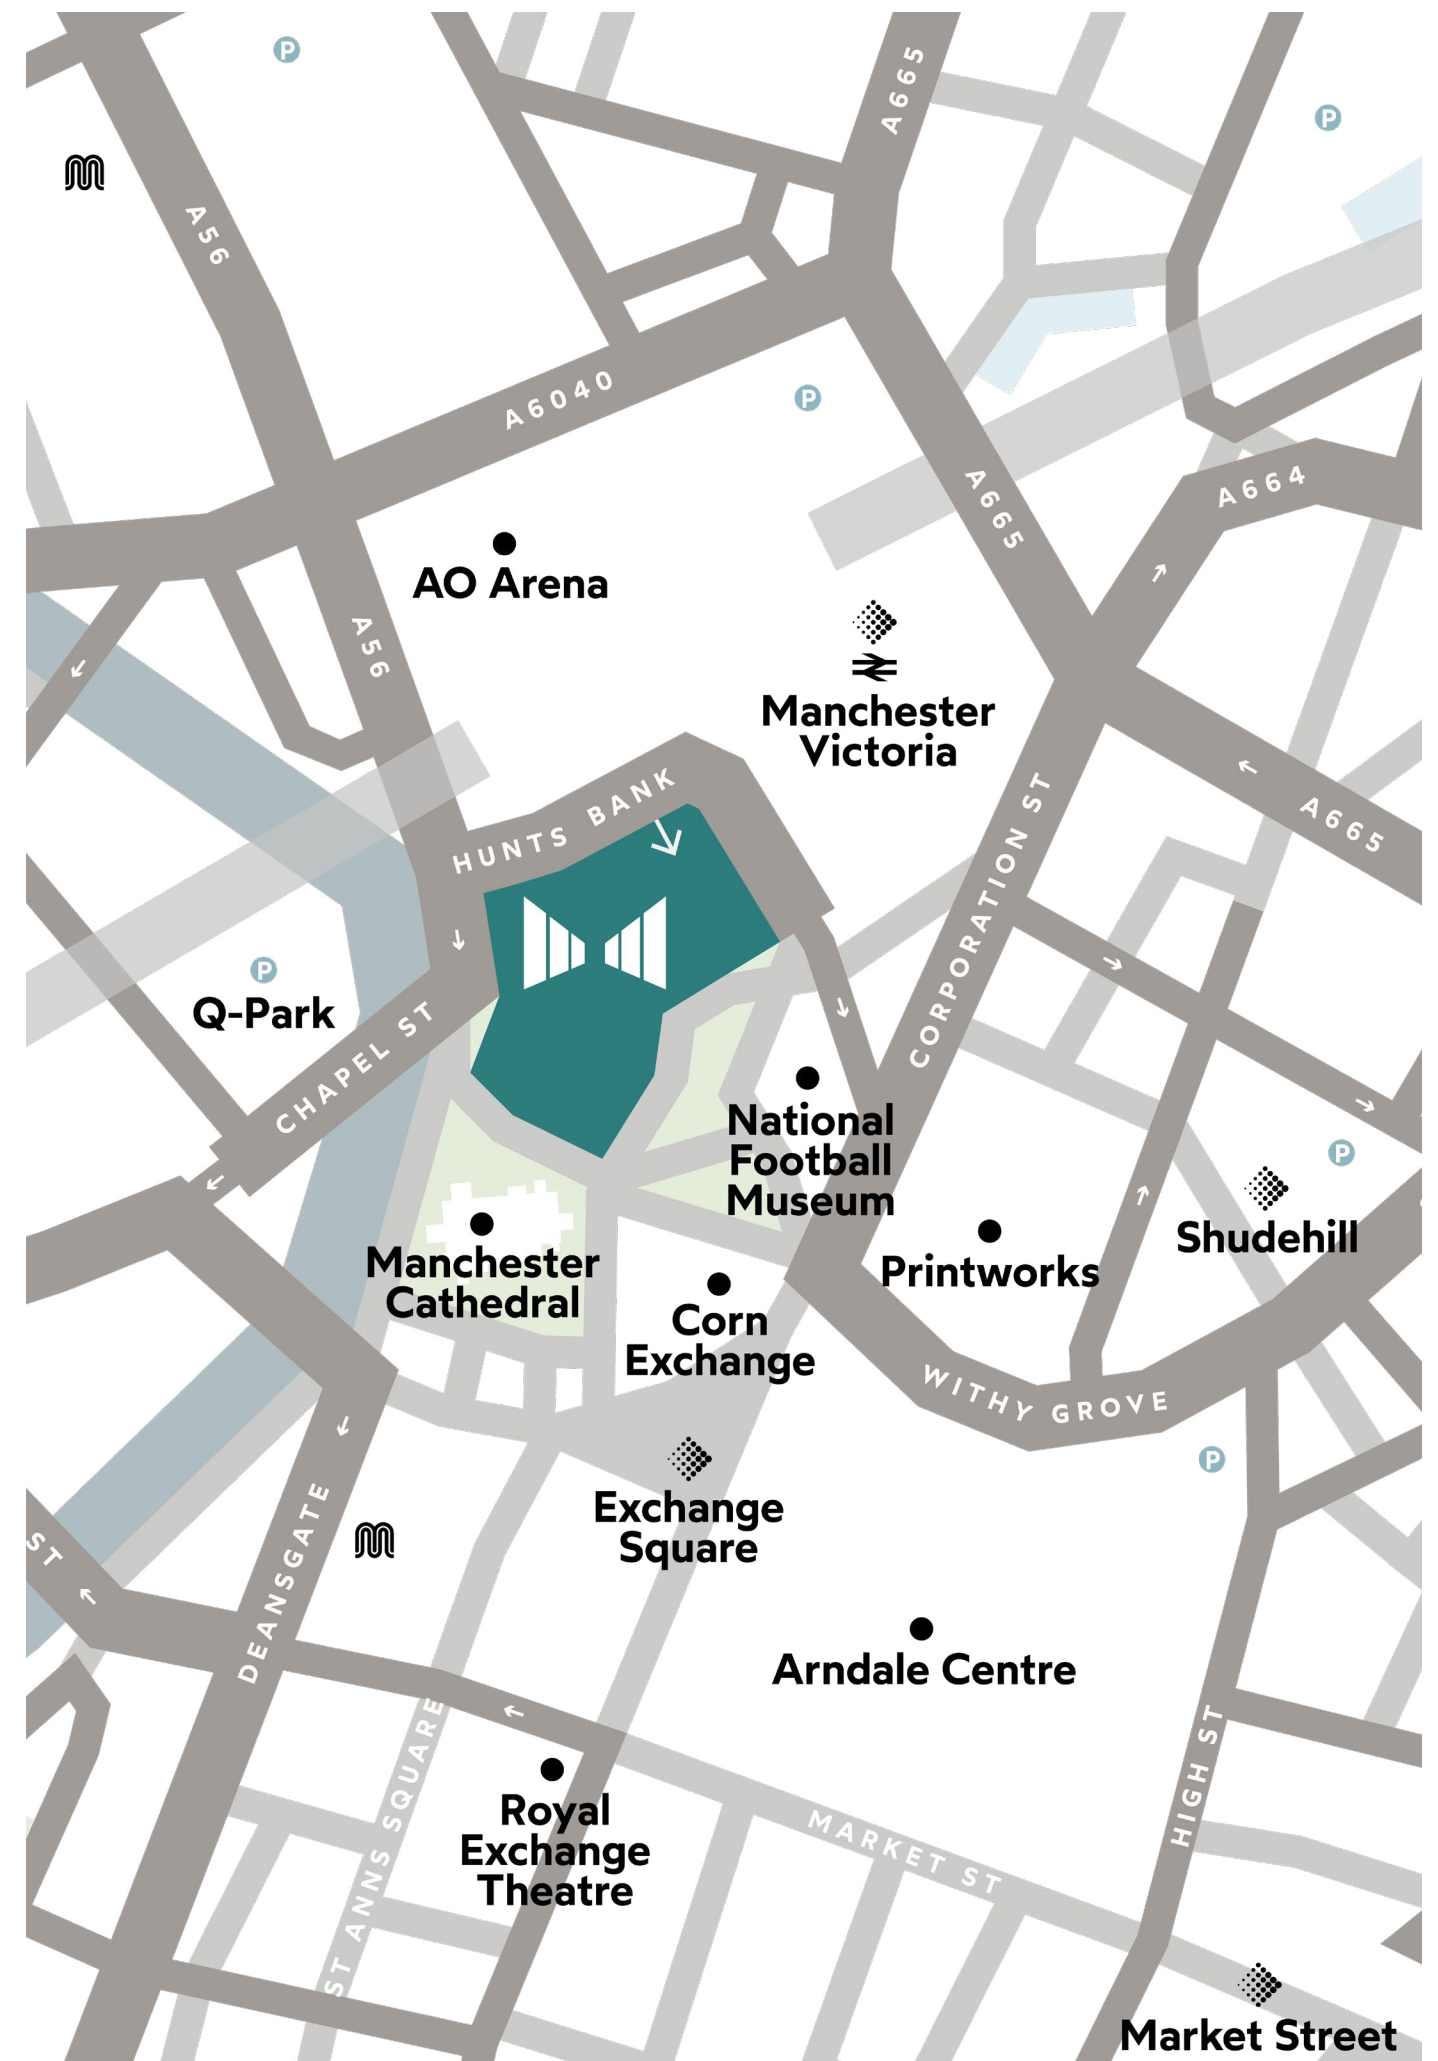 P
A665
P
A56
A6040
P
A665
A664
AO Arena
A56
Manchester
Victoria
HUNTS BANK
CORPORATION ST
A665
P
Q-Park
CHAPEL ST
National
Football
Museum
P
Shudehill
Manchester
Cathedral
Printworks
Corn
Exchange
WITHY GROVE
P
Exchange
Square
ST
DEANSGATE
Arndale Centre
ST ANNS SQUARE
HIGH ST
Royal
Exchange
Theatre
MARKET ST
Market Street